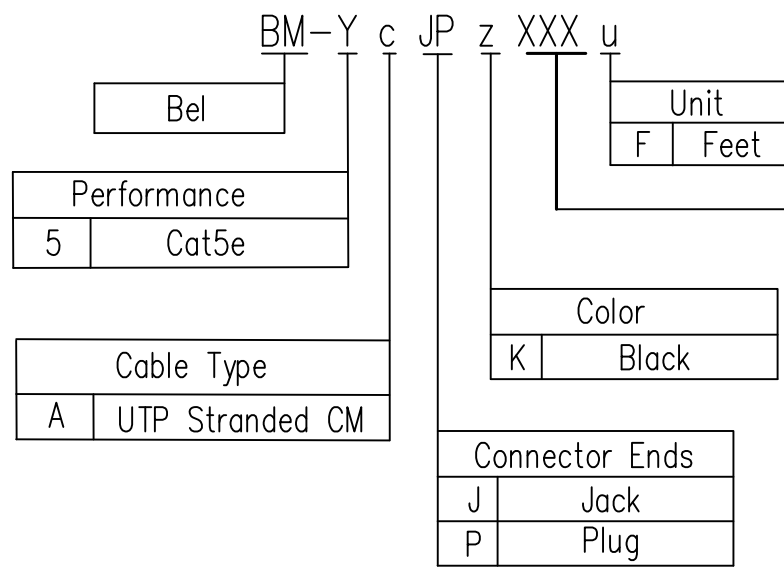 BM-Y c JP z XXX u
Bel
Unit
F Feet
Performance
5 Cat5e
Color
K Black
Cable Type
A UTP Stranded CM
Connector Ends
J Jack
P Plug